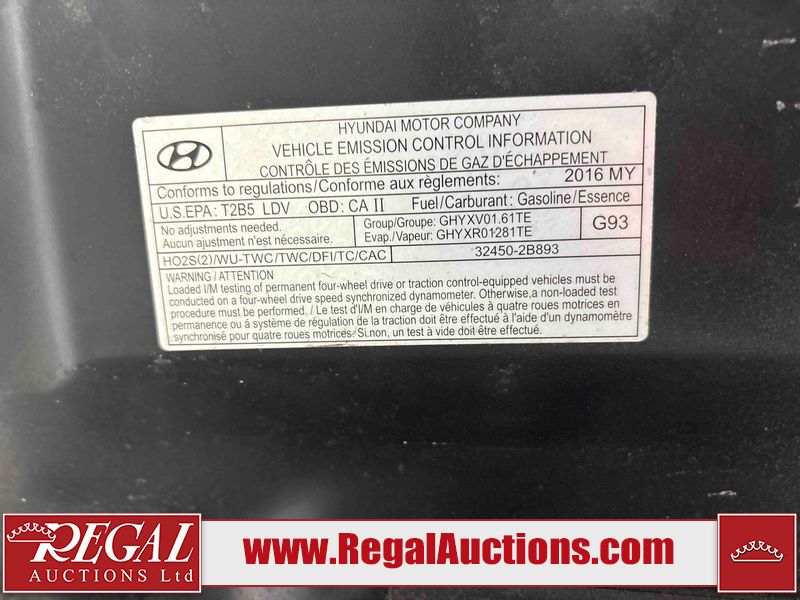 HYUNDAI MOTOR COMPANY
VEHICLE EMISSION CONTROL INFORMATION
CONTRÔLE DES ÉMISSIONS DE GAZ D'ÉCHAPPEMENT
Conforms to regulations/Conforme aux règlements: 2016 MY
U.S.EPA: T2B5 LDV OBD: CA II Fuel/Carburant: Gasoline/Essence
No adjustments needed.
Aucun ajustement n'est nécessaire.
Group/Groupe: GHYXV01.61TE
Evap./Vapeur: GHYXR01281TE
G93
HO2S(2)/WU-TWC/TWC/DFI/TC/CAC 32450-2B893
WARNING / ATTENTION
Loaded I/M testing of permanent four-wheel drive or traction control-equipped vehicles must be
conducted on a four-wheel drive speed synchronized dynamometer. Otherwise, a non-loaded test
procedure must be performed. / Le test d'I/M en charge de véhicules à quatre roues motrices en
permanence ou á système de régulation de la traction doit être effectué à l'aide d'un dynamomètre
synchronisé pour quatre roues motrices. Si non, un test à vide doit être effectué.
REGAL
AUCTIONS Ltd
www.RegalAuctions.com